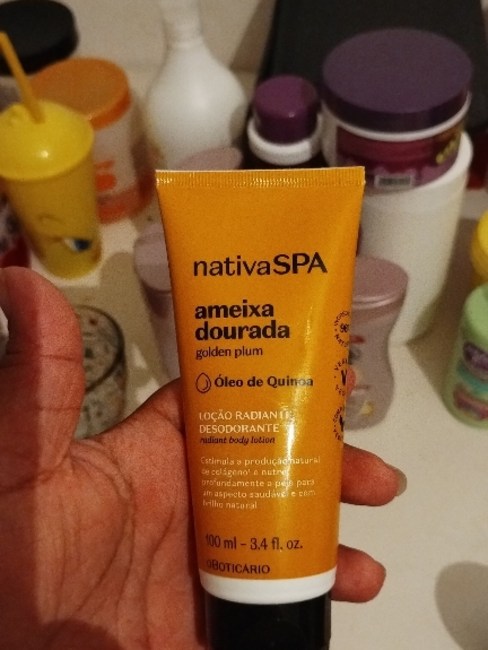 nativaSPA
ameixa
dourada
golden plum
Óleo de Quinoa
LOÇÃO RADIANTE
DESODORANTE
radiant body lotion
Estimula a produção natural
de colágeno¹ e nutre
profundamente a pele para
um aspecto saudável e com
brilho natural
100 ml - 3.4 fl. oz.
oBOTICÁRIO